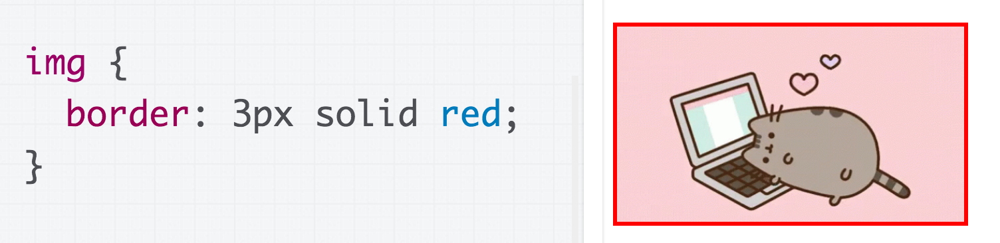 img {
  border: 3px solid red;
}